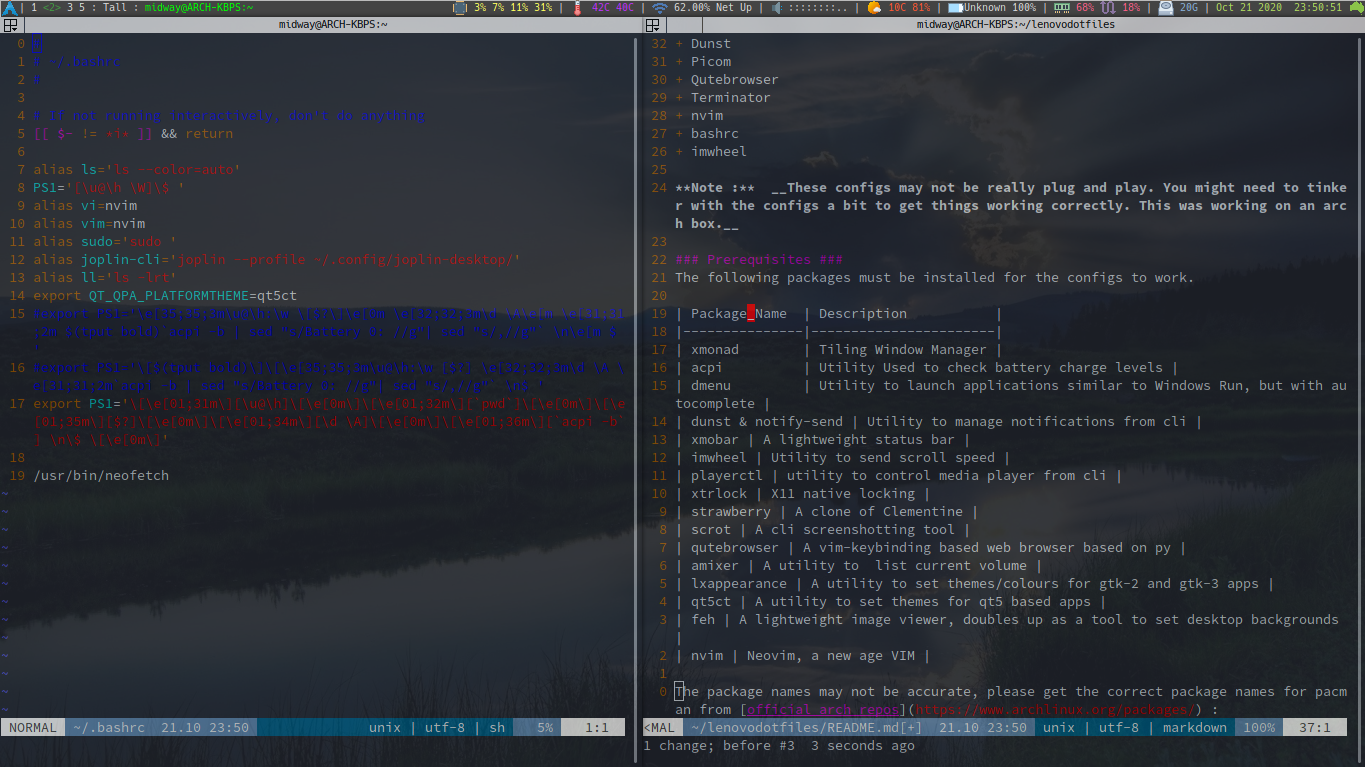 | 1 <2> 3 5 : Tall : midway@ARCH-KBPS:~ 3% 7% 11% 31% | 42C 40C | 62.00% Net Up | ::::::::.. | 10C 81% | Unknown 100% | 68% 18% | 20G | Oct 21 2020 | 23:50:51
midway@ARCH-KBPS:~
0 #
1 # ~/.bashrc
2 #
3
4 # If not running interactively, don't do anything
5 [[ $- != *i* ]] && return
6
7 alias ls='ls --color=auto'
8 PS1='[\u@\h \W]\$ '
9 alias vi=nvim
10 alias vim=nvim
11 alias sudo='sudo '
12 alias joplin-cli='joplin --profile ~/.config/joplin-desktop/'
13 alias ll='ls -lrt'
14 export QT_QPA_PLATFORMTHEME=qt5ct
15 #export PS1='\e[35;35;3m\u@\h:\w \[$?\[\e[0m \e[32;32;3m\d \A\e[m \e[31;31
;2m $(tput bold)`acpi -b | sed "s/Battery 0: //g"| sed "s/,//g"` \n\e[m $
'
16 #export PS1='\[$(tput bold)\]\[\e[35;35;3m\u@\h:\w [$?] \e[32;32;3m\d \A \
e[31;31;2m`acpi -b | sed "s/Battery 0: //g"| sed "s/,//g"` \n$ '
17 export PS1='\[\e[01;31m\][\u@\h]\[\e[0m\]\[\e[01;32m\][`pwd`]\[\e[0m\]\[\e
[01;35m\][$?]\[\e[0m\]\[\e[01;34m\][\d \A]\[\e[0m\]\[\e[01;36m\][`acpi -b`
] \n\$ \[\e[0m\]'
18
19 /usr/bin/neofetch
~
~
~
~
~
~
~
~
~
~
~
~
NORMAL ~/.bashrc 21.10 23:50 unix | utf-8 | sh 5% 1:1
midway@ARCH-KBPS:~/lenovodotfiles
32 + Dunst
31 + Picom
30 + Qutebrowser
29 + Terminator
28 + nvim
27 + bashrc
26 + imwheel
25
24 **Note :**  __These configs may not be really plug and play. You might need to tinke
r with the configs a bit to get things working correctly. This was working on an arc
h box.__
23
22 ### Prerequisites ###
21 The following packages must be installed for the configs to work.
20
19 | Package_Name  | Description           |
18 |---------------|-----------------------|
17 | xmonad        | Tiling Window Manager |
16 | acpi          | Utility Used to check battery charge levels |
15 | dmenu         | Utility to launch applications similar to Windows Run, but with au
tocomplete |
14 | dunst & notify-send | Utility to manage notifications from cli |
13 | xmobar | A lightweight status bar |
12 | imwheel | Utility to send scroll speed |
11 | playerctl | utility to control media player from cli |
10 | xtrlock | X11 native locking |
9 | strawberry | A clone of Clementine |
8 | scrot | A cli screenshotting tool |
7 | qutebrowser | A vim-keybinding based web browser based on py |
6 | amixer | A utility to  list current volume |
5 | lxappearance | A utility to set themes/colours for gtk-2 and gtk-3 apps |
4 | qt5ct | A utility to set themes for qt5 based apps |
3 | feh | A lightweight image viewer, doubles up as a tool to set desktop backgrounds
|
2 | nvim | Neovim, a new age VIM |
1
0 The package names may not be accurate, please get the correct package names for pacm
an from [official arch repos](https://www.archlinux.org/packages/) :
<MAL ~/lenovodotfiles/README.md[+] 21.10 23:50 unix | utf-8 | markdown 100% 37:1
1 change; before #3  3 seconds ago